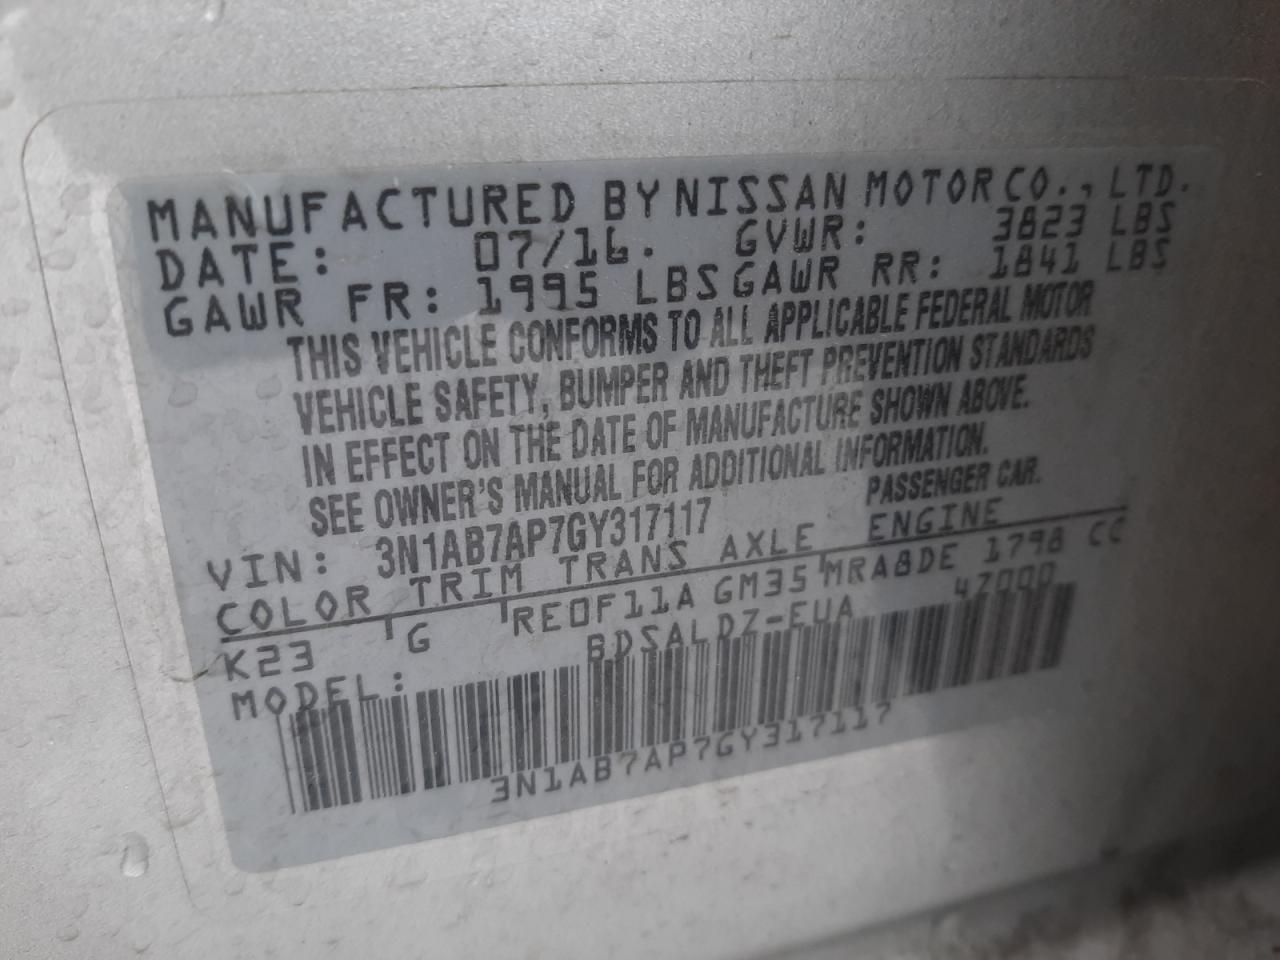 MANUFACTURED BY NISSAN MOTOR CO., LTD.
DATE: 07/16. GVWR: 3823 LBS
GAWR FR: 1995 LBS GAWR RR: 1841 LBS
THIS VEHICLE CONFORMS TO ALL APPLICABLE FEDERAL MOTOR
VEHICLE SAFETY, BUMPER AND THEFT PREVENTION STANDARDS
IN EFFECT ON THE DATE OF MANUFACTURE SHOWN ABOVE.
SEE OWNER'S MANUAL FOR ADDITIONAL INFORMATION.
VIN: 3N1AB7AP7GY317117 PASSENGER CAR.
COLOR TRIM TRANS AXLE ENGINE
K23 G RE0F11A GM35 MRA8DE 1798 CC
MODEL: BDSALDZ-EUA 4Z000
3N1AB7AP7GY317117